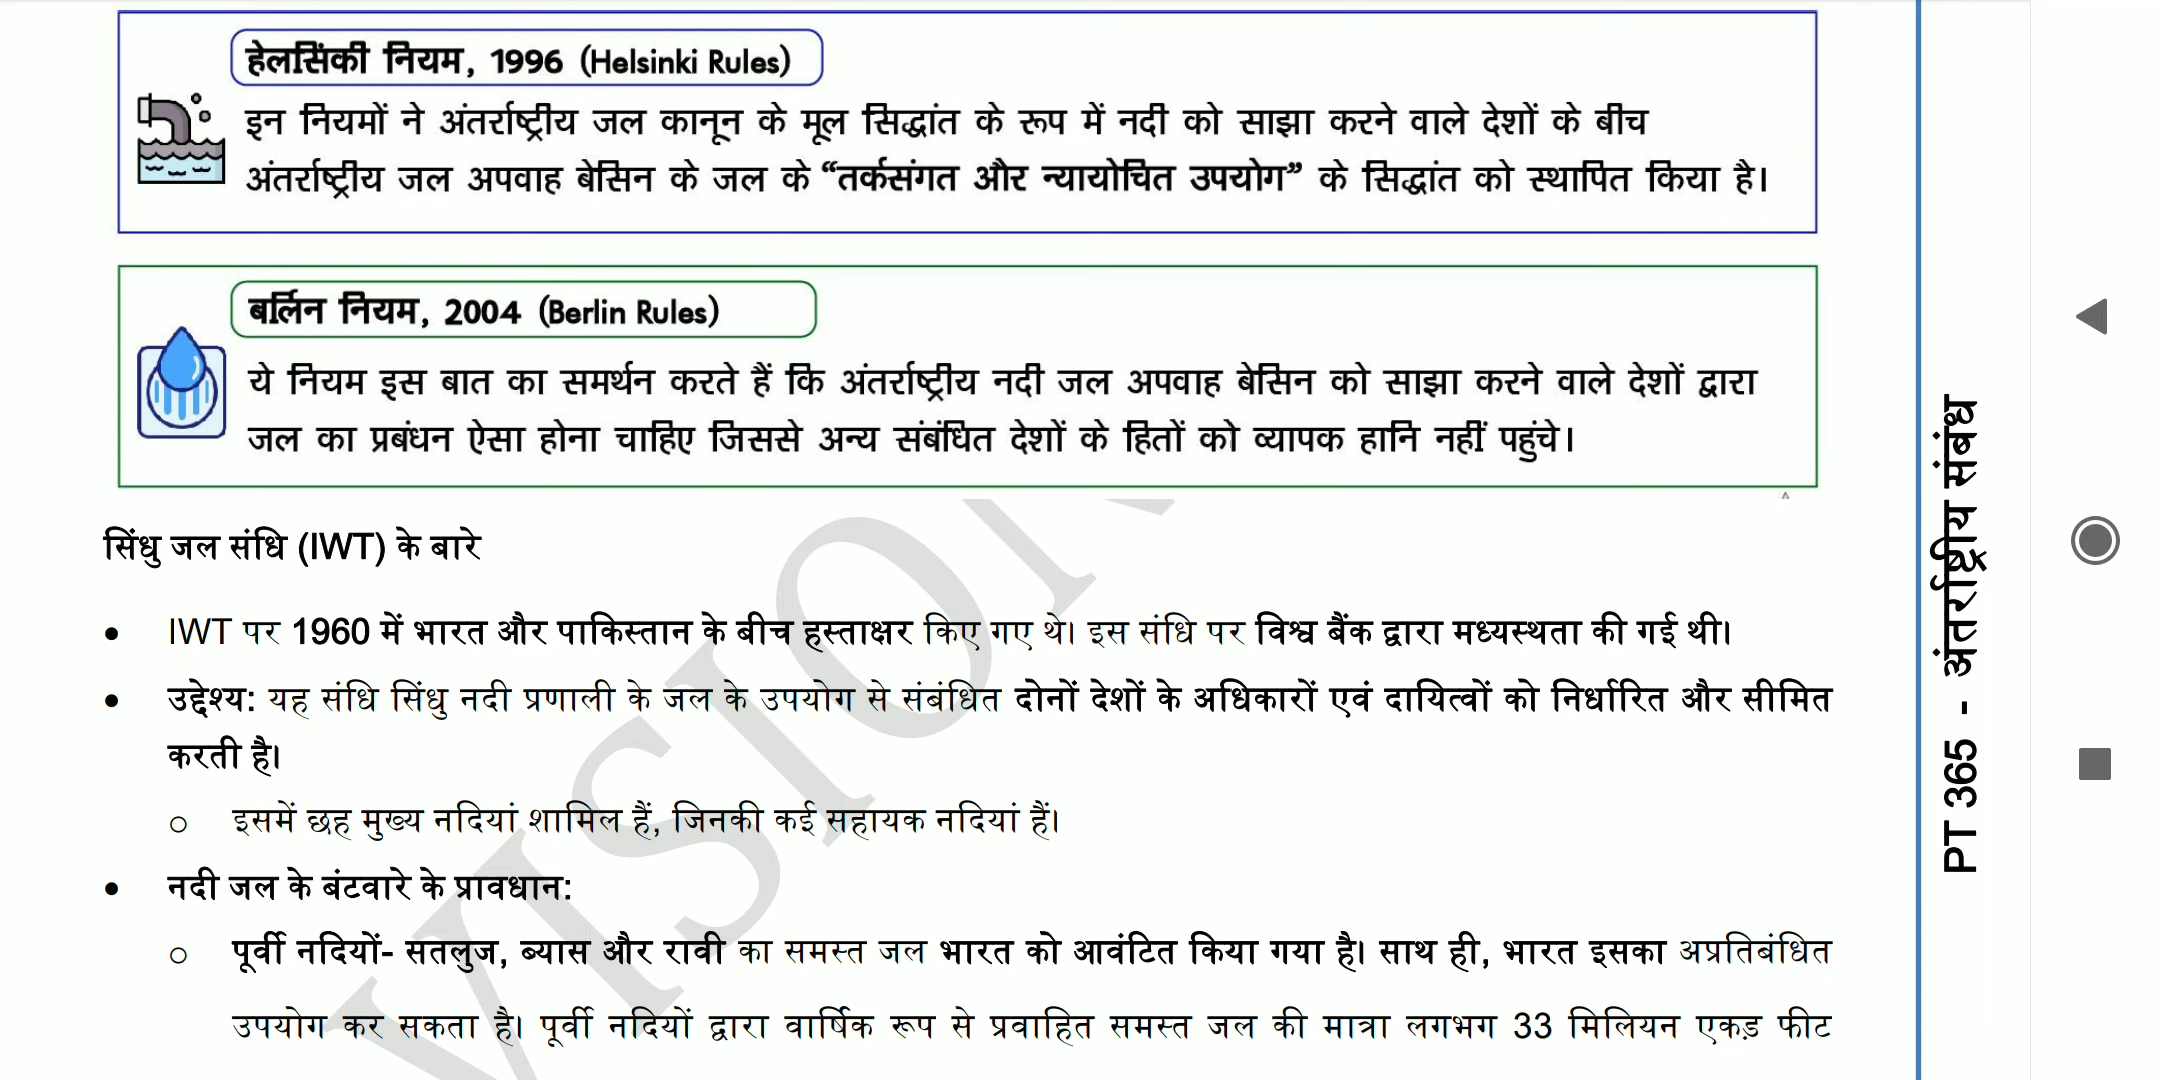 हेलसिंकी नियम, 1996 (Helsinki Rules)
इन नियमों ने अंतर्राष्ट्रीय जल कानून के मूल सिद्धांत के रूप में नदी को साझा करने वाले देशों के बीच
अंतर्राष्ट्रीय जल अपवाह बेसिन के जल के “तर्कसंगत और न्यायोचित उपयोग” के सिद्धांत को स्थापित किया है।
बर्लिन नियम, 2004 (Berlin Rules)
ये नियम इस बात का समर्थन करते हैं कि अंतर्राष्ट्रीय नदी जल अपवाह बेसिन को साझा करने वाले देशों द्वारा
जल का प्रबंधन ऐसा होना चाहिए जिससे अन्य संबंधित देशों के हितों को व्यापक हानि नहीं पहुंचे।
सिंधु जल संधि (IWT) के बारे
● IWT पर 1960 में भारत और पाकिस्तान के बीच हस्ताक्षर किए गए थे। इस संधि पर विश्व बैंक द्वारा मध्यस्थता की गई थी।
● उद्देश्य: यह संधि सिंधु नदी प्रणाली के जल के उपयोग से संबंधित दोनों देशों के अधिकारों एवं दायित्वों को निर्धारित और सीमित
करती है।
○ इसमें छह मुख्य नदियां शामिल हैं, जिनकी कई सहायक नदियां हैं।
● नदी जल के बंटवारे के प्रावधान:
○ पूर्वी नदियों- सतलुज, ब्यास और रावी का समस्त जल भारत को आवंटित किया गया है। साथ ही, भारत इसका अप्रतिबंधित
उपयोग कर सकता है। पूर्वी नदियों द्वारा वार्षिक रूप से प्रवाहित समस्त जल की मात्रा लगभग 33 मिलियन एकड़ फीट
PT 365 - अंतर्राष्ट्रीय संबंध
VISION